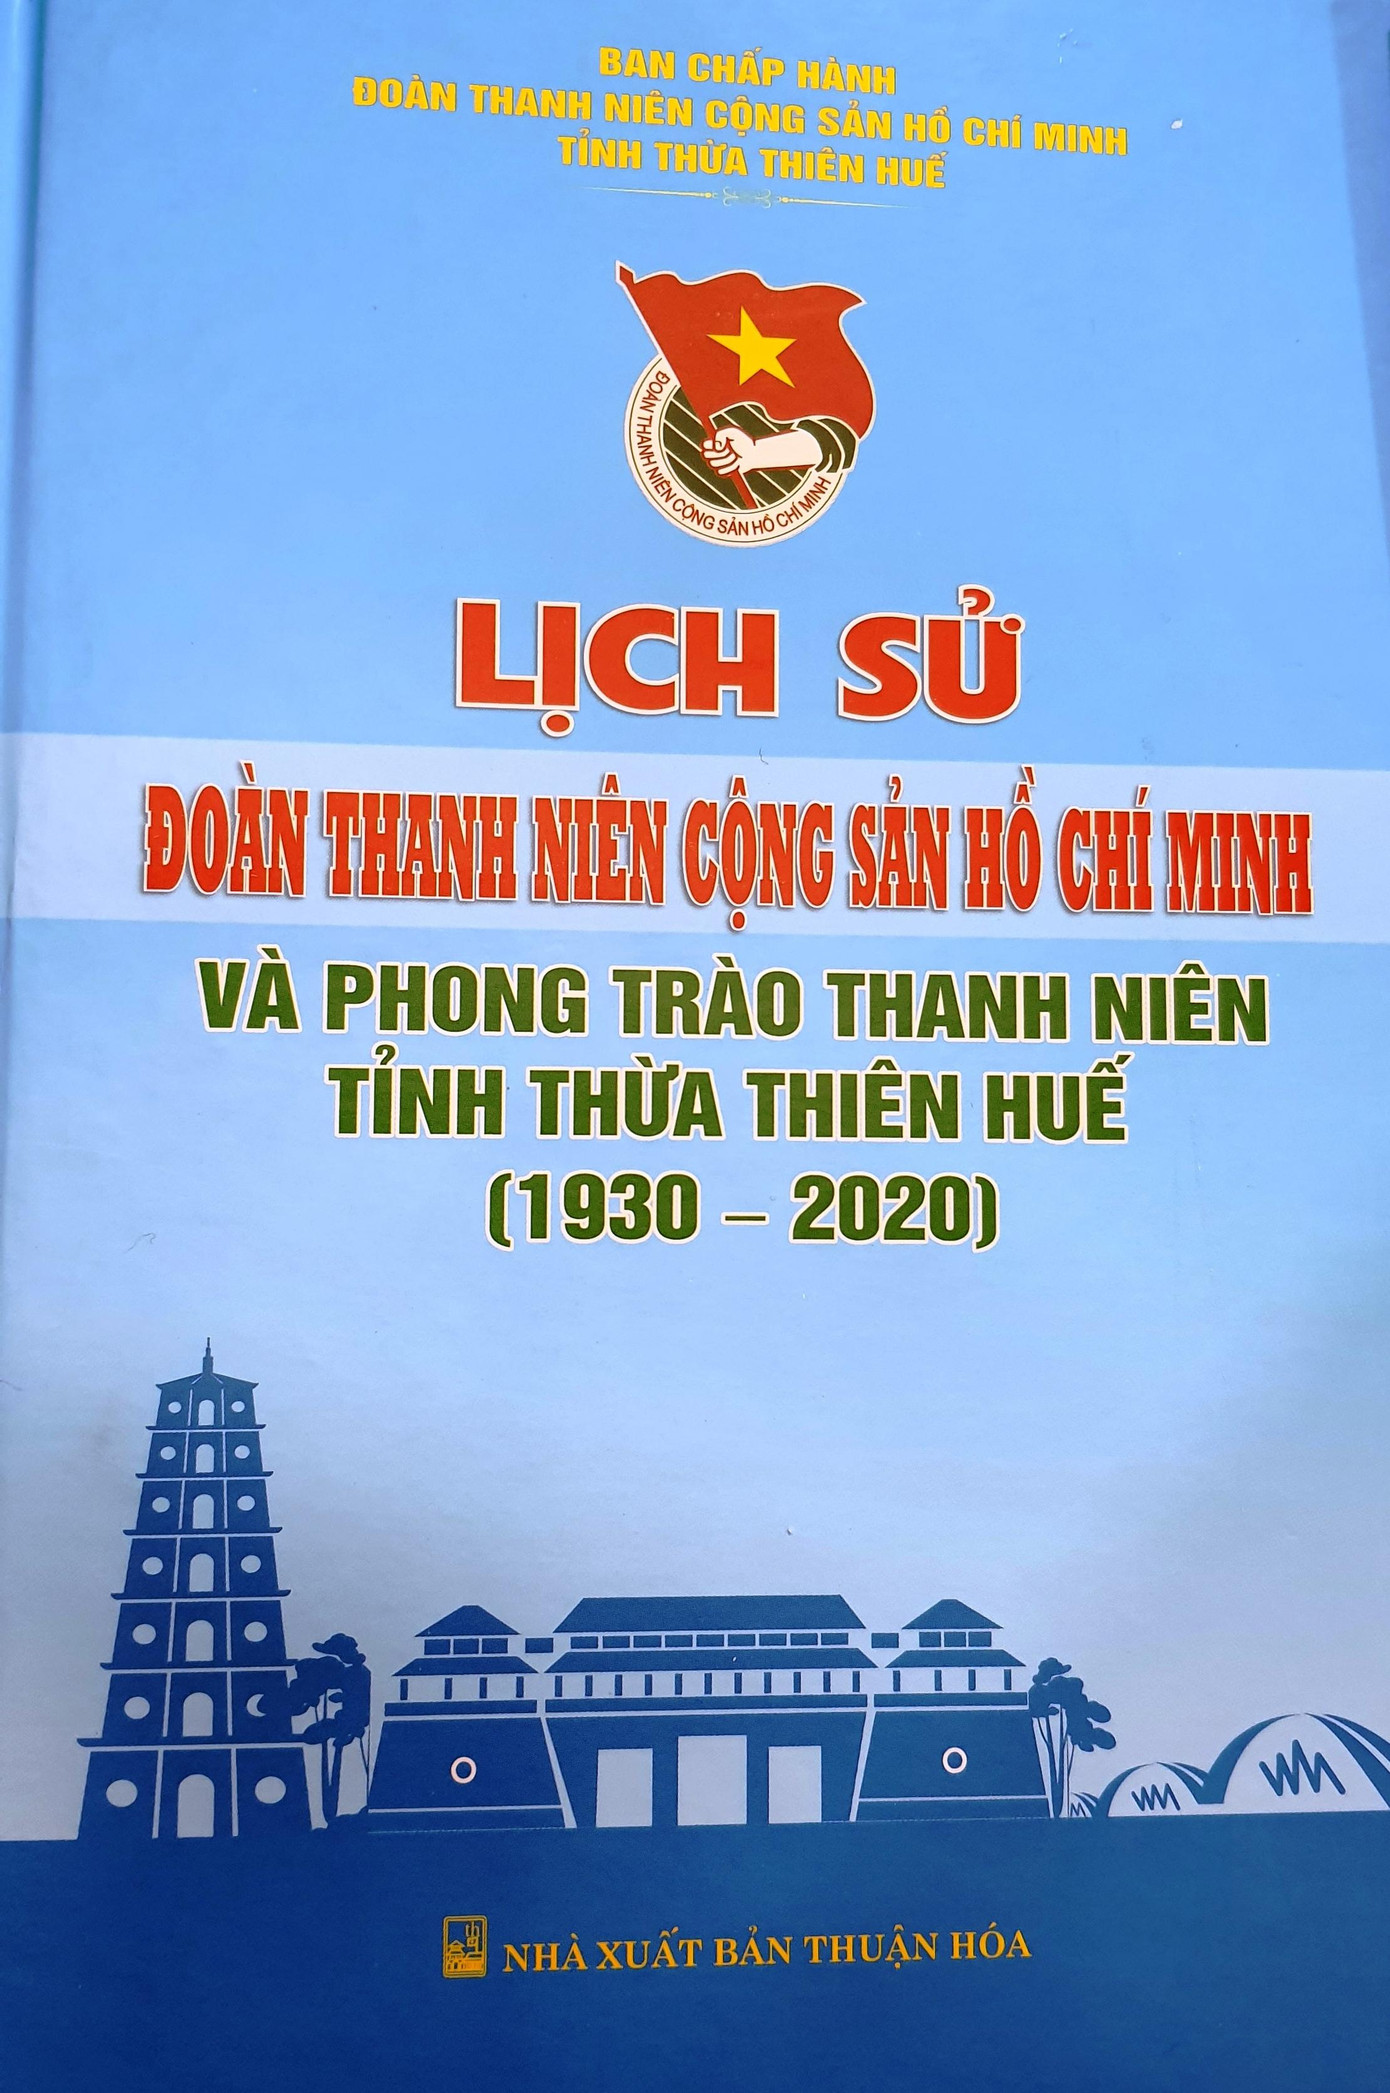 BAN CHẤP HÀNH
ĐOÀN THANH NIÊN CỘNG SẢN HỒ CHÍ MINH
TỈNH THỪA THIÊN HUẾ
ĐOÀN THANH NIÊN CỘNG SẢN HỒ CHÍ MINH
LỊCH SỬ
ĐOÀN THANH NIÊN CỘNG SẢN HỒ CHÍ MINH
VÀ PHONG TRÀO THANH NIÊN
TỈNH THỪA THIÊN HUẾ
(1930 – 2020)
NHÀ XUẤT BẢN THUẬN HÓA